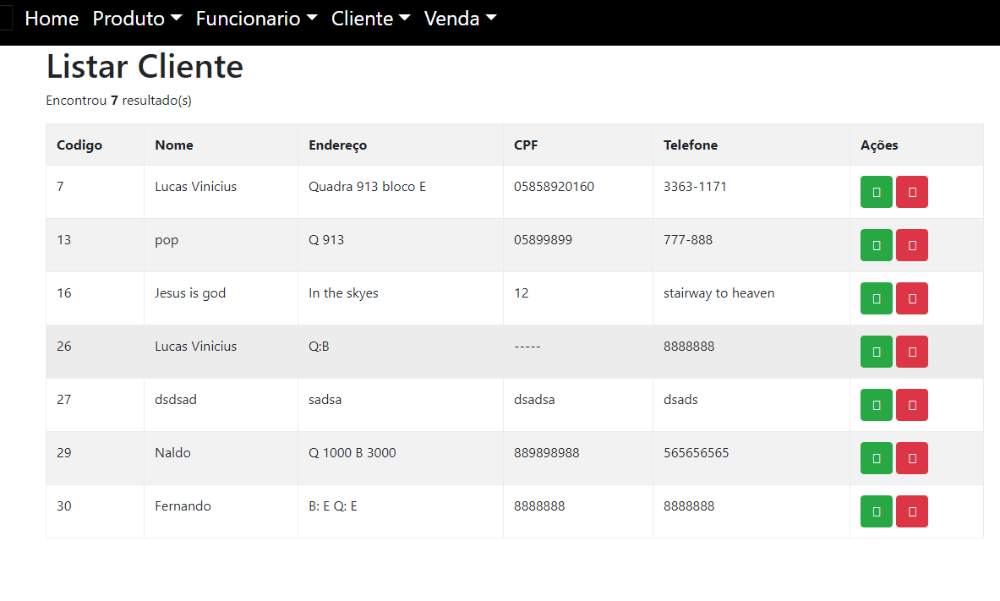 Home Produto Funcionario Cliente Venda
Listar Cliente
Encontrou 7 resultado(s)
Codigo Nome Endereço CPF Telefone Ações
7 Lucas Vinicius Quadra 913 bloco E 05858920160 3363-1171
13 pop Q 913 05899899 777-888
16 Jesus is god In the skyes 12 stairway to heaven
26 Lucas Vinicius Q:B ----- 8888888
27 dsdsad sadsa dsadsa dsads
29 Naldo Q 1000 B 3000 889898988 565656565
30 Fernando B: E Q: E 8888888 8888888